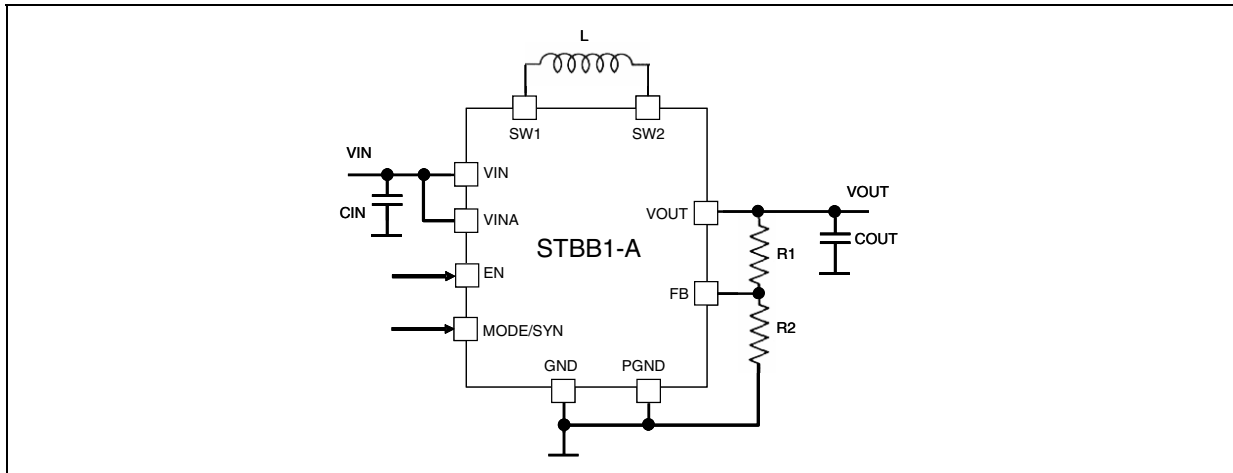 L
SW1 SW2
VIN
VIN
CIN
VINA
VOUT
VOUT
STBB1-A
COUT
R1
EN
FB
R2
MODE/SYN
GND PGND